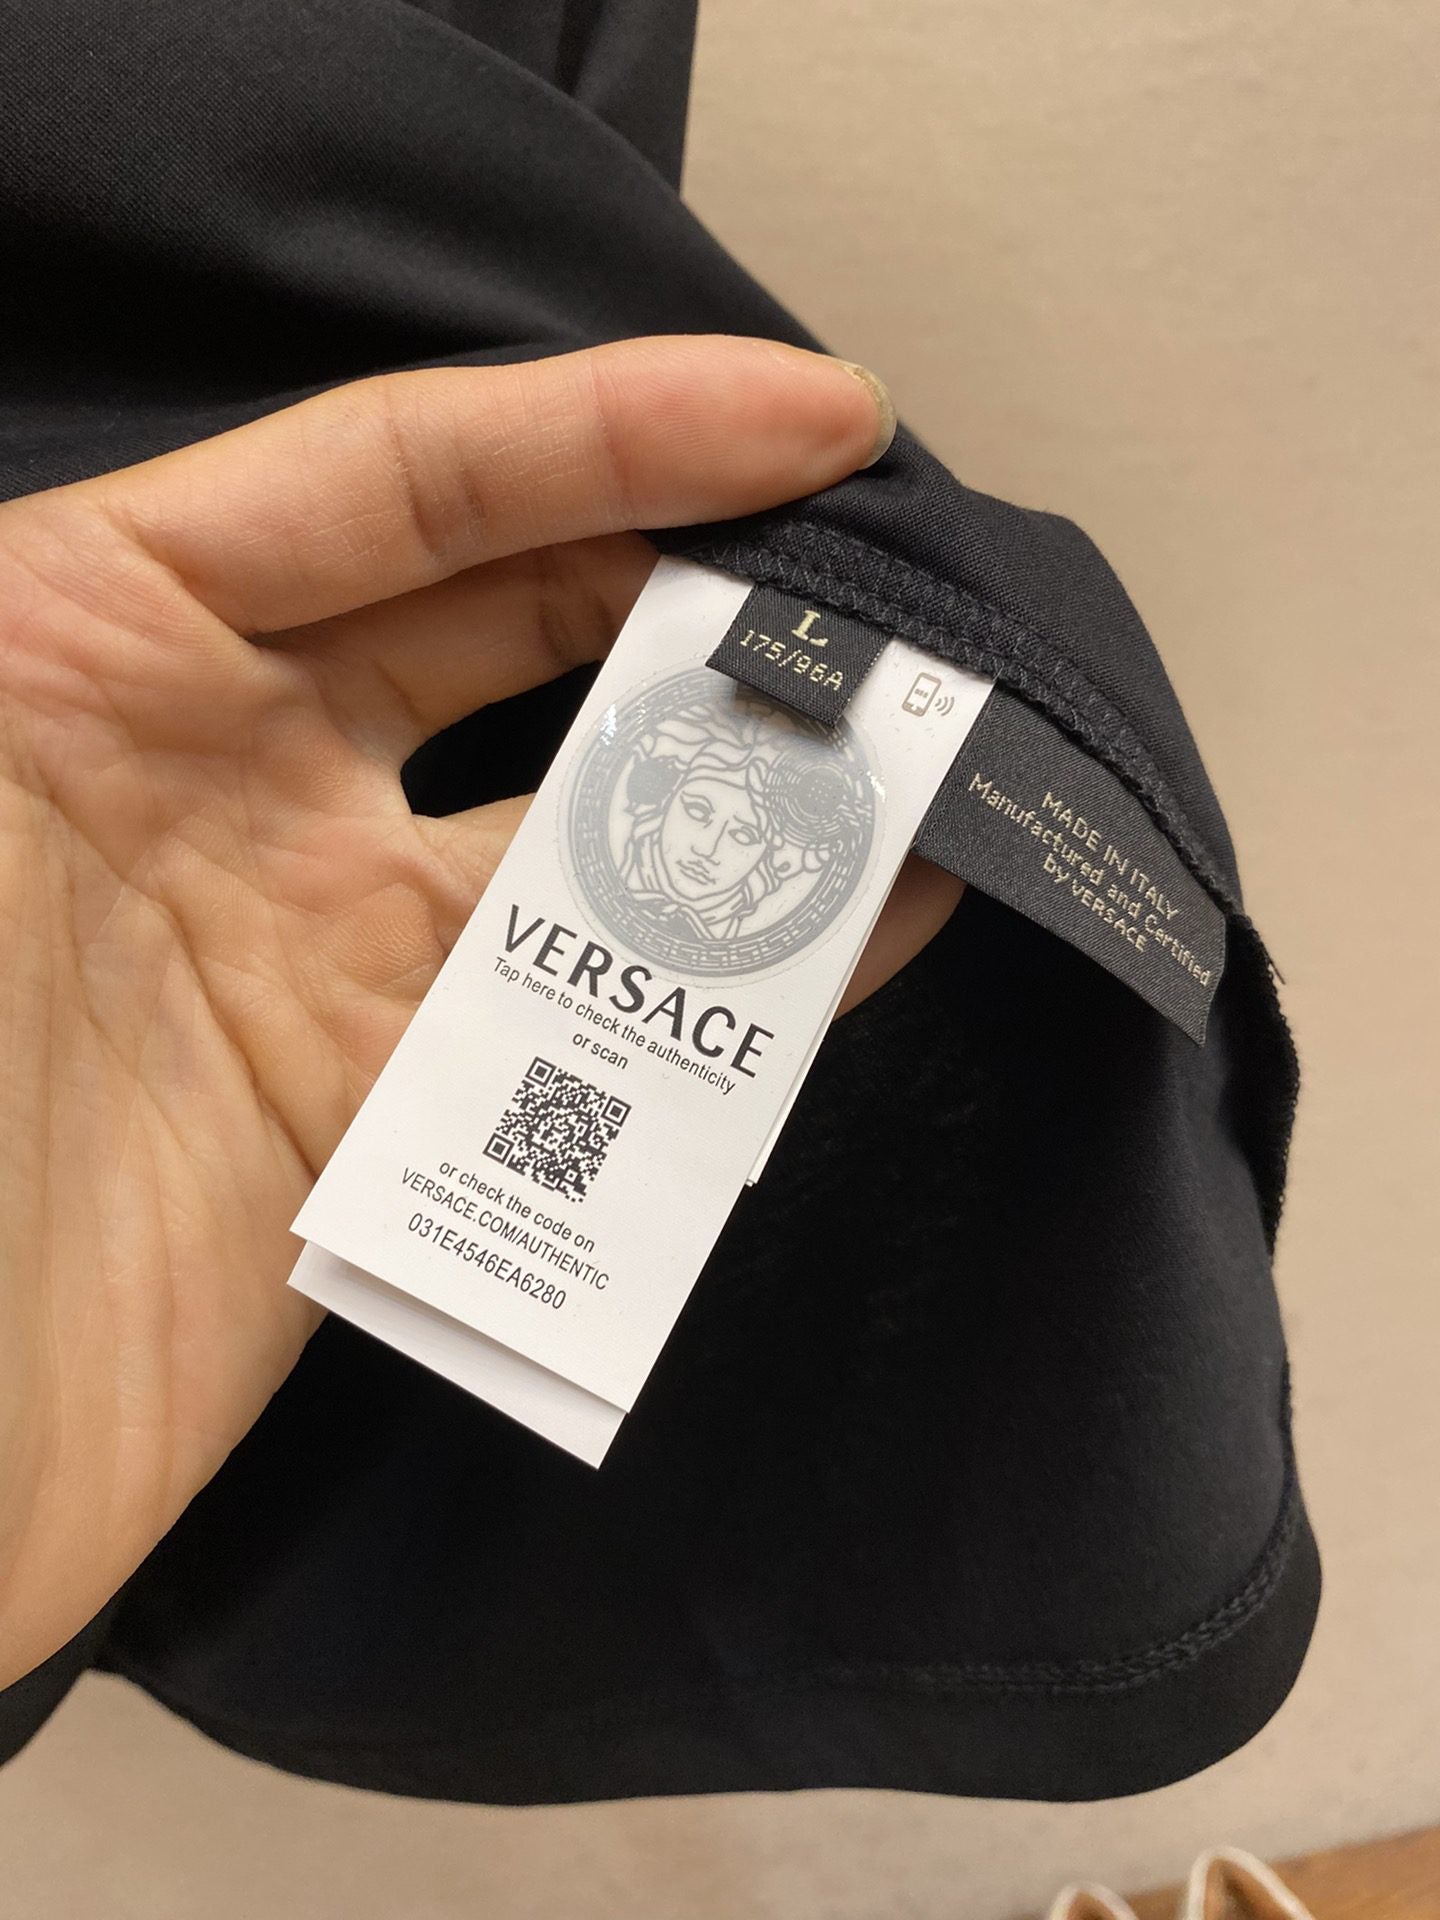 L
175/96A
VERSACE
Tap here to check the authenticity
or scan
or check the code on
VERSACE.COM/AUTHENTIC
031E4546EA6280
MADE IN ITALY
Manufactured and Certified
by VERSACE